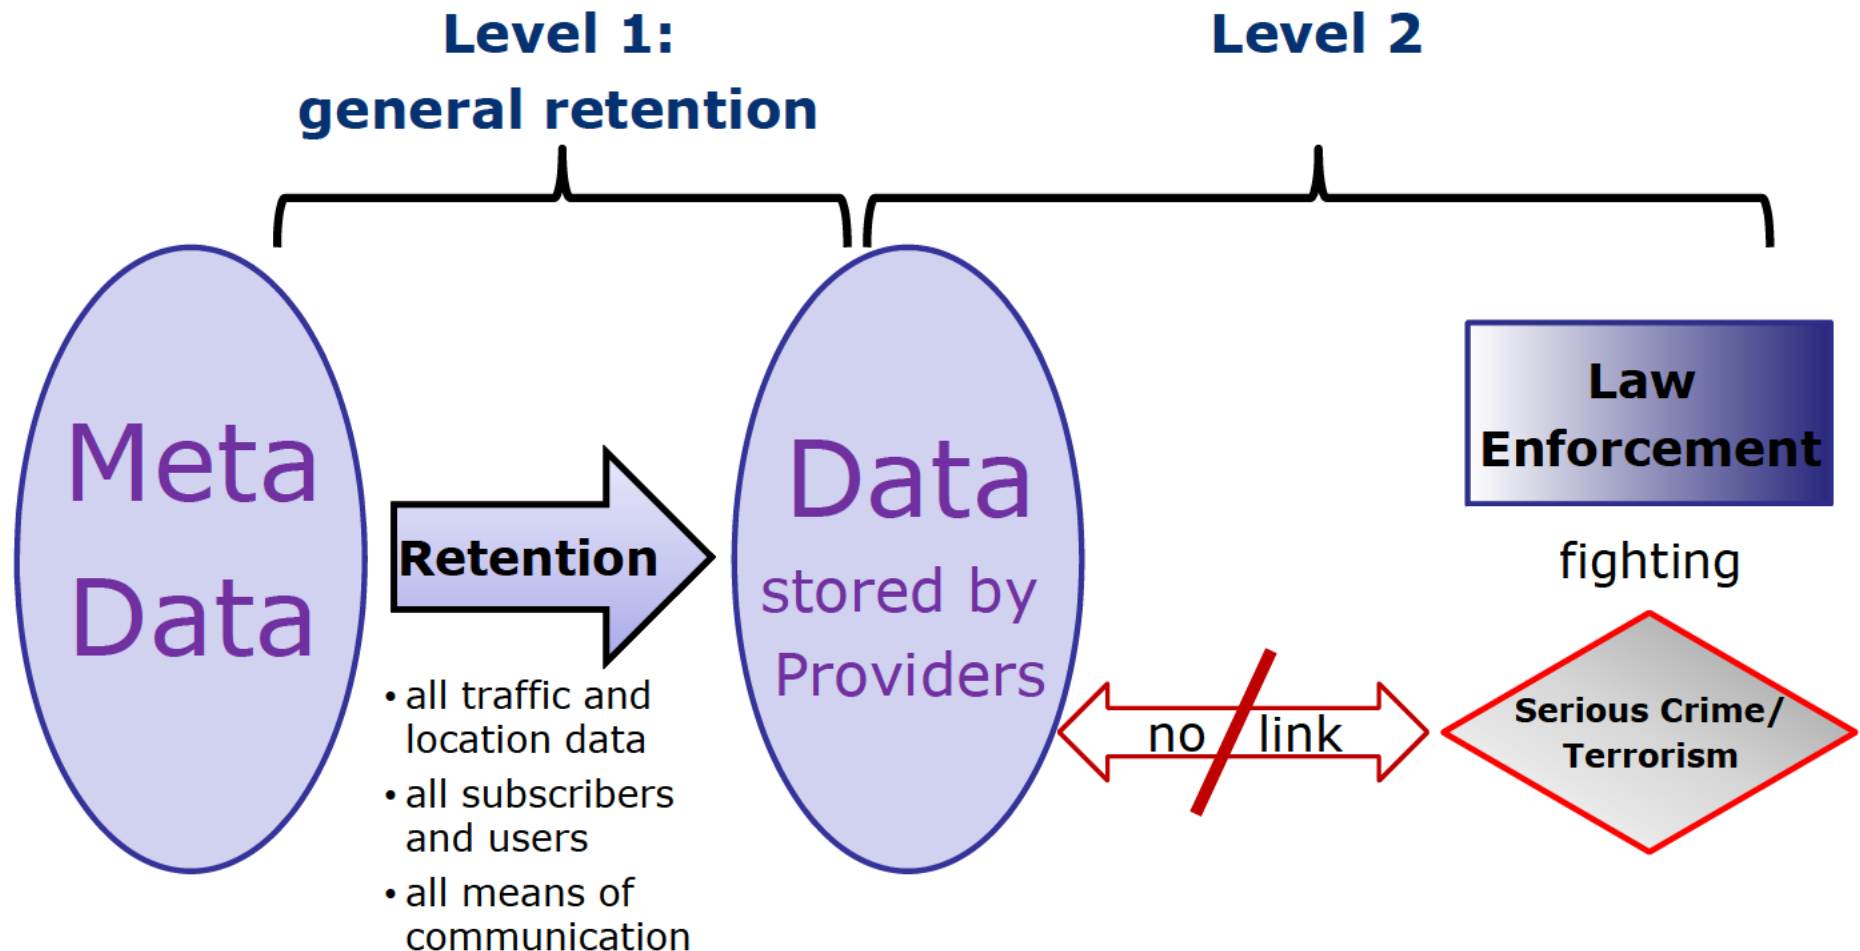 Level 1:
general retention
Level 2
Meta
Data
Retention
• all traffic and
location data
• all subscribers
and users
• all means of
communication
Data
stored by
Providers
no link
Law
Enforcement
fighting
Serious Crime/
Terrorism